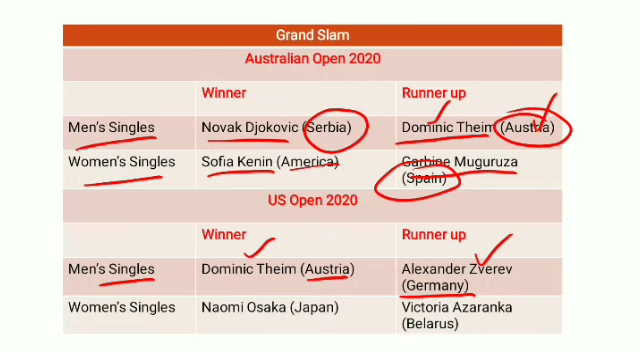 Grand Slam
Australian Open 2020
Winner Runner up
Men's Singles Novak Djokovic (Serbia) Dominic Theim (Austria)
Women's Singles Sofia Kenin (America) Garbine Muguruza
(Spain)
US Open 2020
Winner Runner up
Men's Singles Dominic Theim (Austria) Alexander Zverev
(Germany)
Women's Singles Naomi Osaka (Japan) Victoria Azaranka
(Belarus)